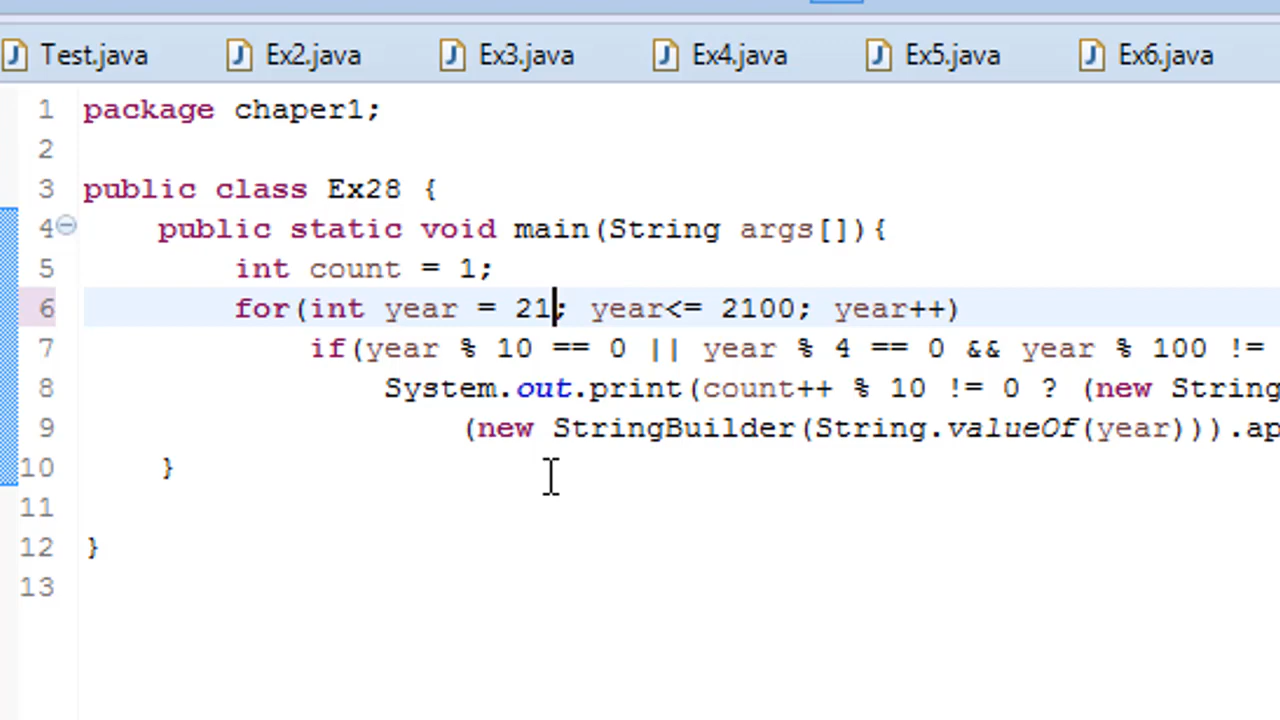 Test.java Ex2.java Ex3.java Ex4.java Ex5.java Ex6.java
1 package chaper1;
2
3 public class Ex28 {
4 public static void main(String args[]){
5 int count = 1;
6 for(int year = 21; year<= 2100; year++)
7 if(year % 10 == 0 || year % 4 == 0 && year % 100 !=
8 System.out.print(count++ % 10 != 0 ? (new String
9 (new StringBuilder(String.valueOf(year))).ap
10 }
11
12 }
13